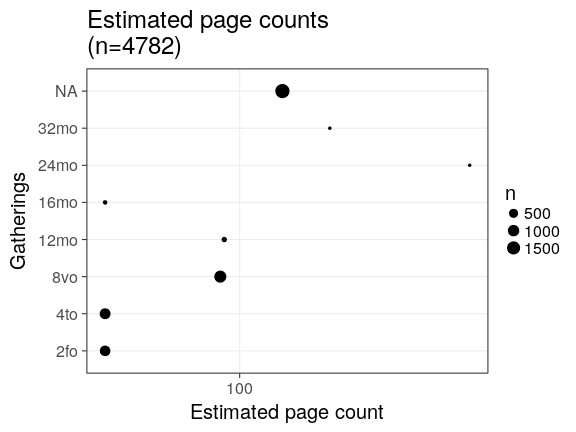 Estimated page counts
(n=4782)
NA
32mo
24mo
16mo
12mo
8vo
4to
2fo
Gatherings
100
Estimated page count
n
500
1000
1500